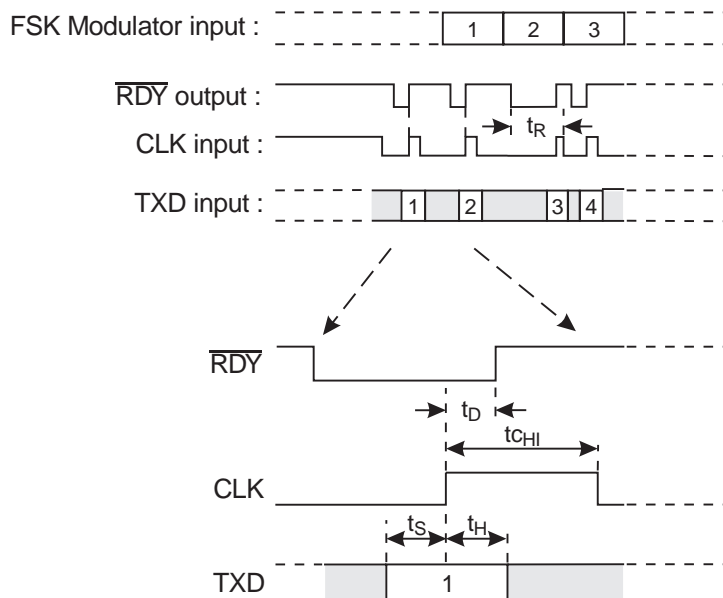 FSK Modulator input : 1 2 3
RDY output :
tR
CLK input :
TXD input : 1 2 3 4
RDY
tD
tcHI
CLK
tS tH
TXD 1